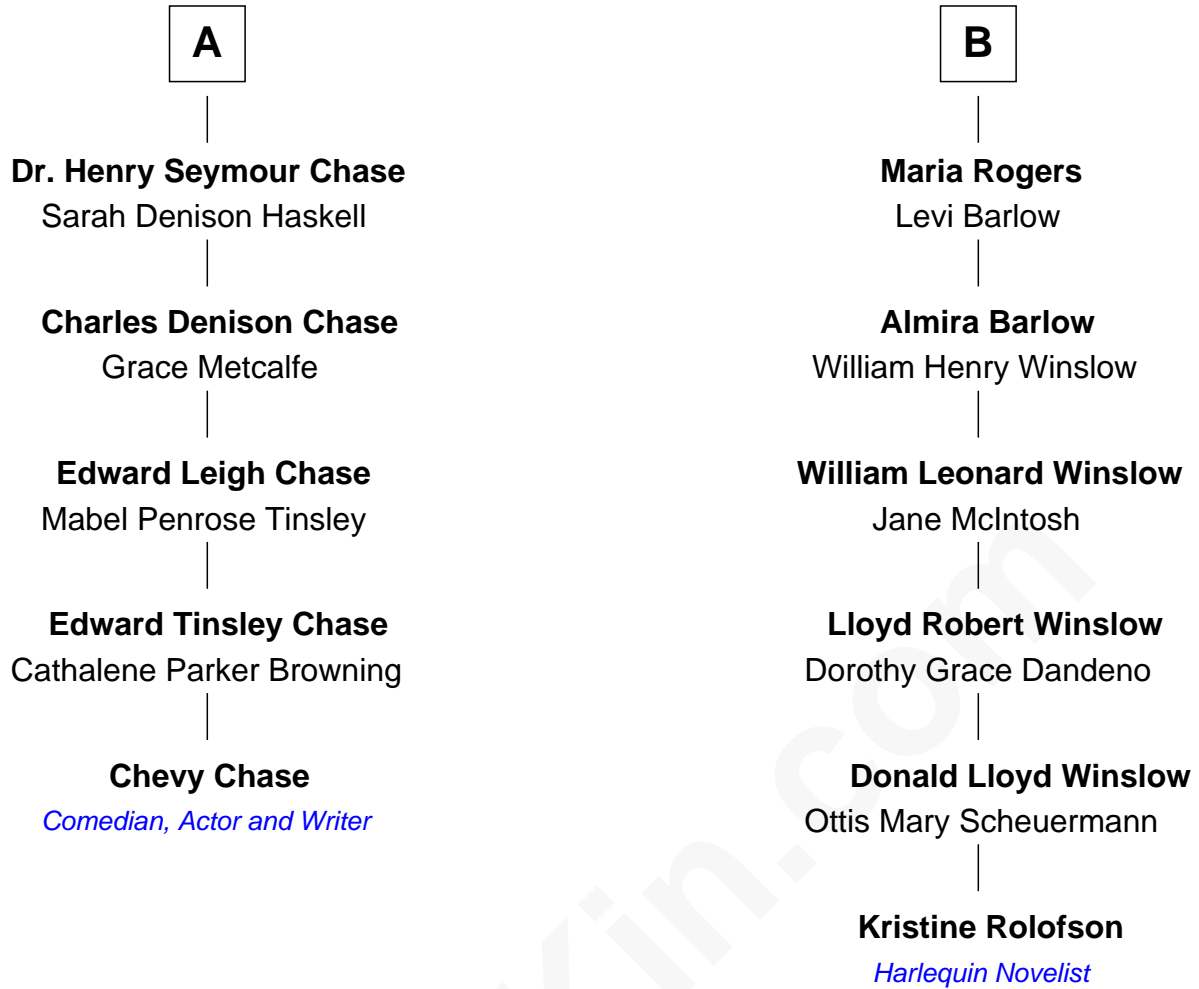 A
Dr. Henry Seymour Chase
Sarah Denison Haskell
Charles Denison Chase
Grace Metcalfe
Edward Leigh Chase
Mabel Penrose Tinsley
Edward Tinsley Chase
Cathalene Parker Browning
Chevy Chase
Comedian, Actor and Writer
B
Maria Rogers
Levi Barlow
Almira Barlow
William Henry Winslow
William Leonard Winslow
Jane McIntosh
Lloyd Robert Winslow
Dorothy Grace Dandeno
Donald Lloyd Winslow
Ottis Mary Scheuermann
Kristine Rolofson
Harlequin Novelist
Kin.com